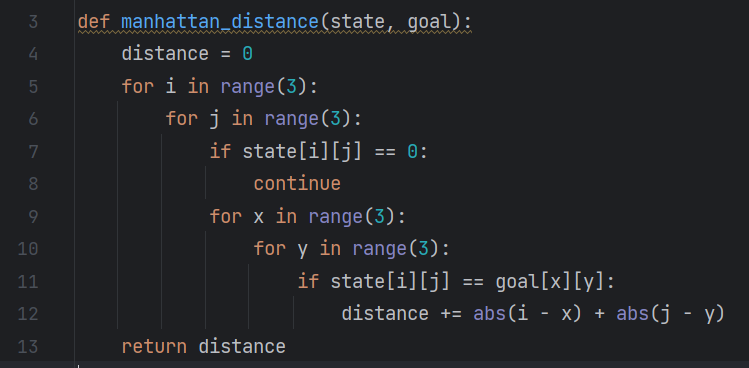 3 def manhattan_distance(state, goal):
4     distance = 0
5     for i in range(3):
6         for j in range(3):
7             if state[i][j] == 0:
8                 continue
9             for x in range(3):
10                 for y in range(3):
11                     if state[i][j] == goal[x][y]:
12                         distance += abs(i - x) + abs(j - y)
13     return distance